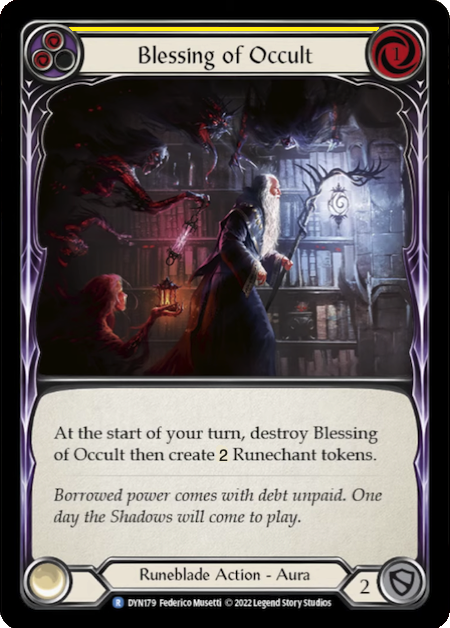 Blessing of Occult
1
At the start of your turn, destroy Blessing
of Occult then create 2 Runechant tokens.
Borrowed power comes with debt unpaid. One
day the Shadows will come to play.
Runeblade Action - Aura
2
R DYN179 Federico Musetti © 2022 Legend Story Studios